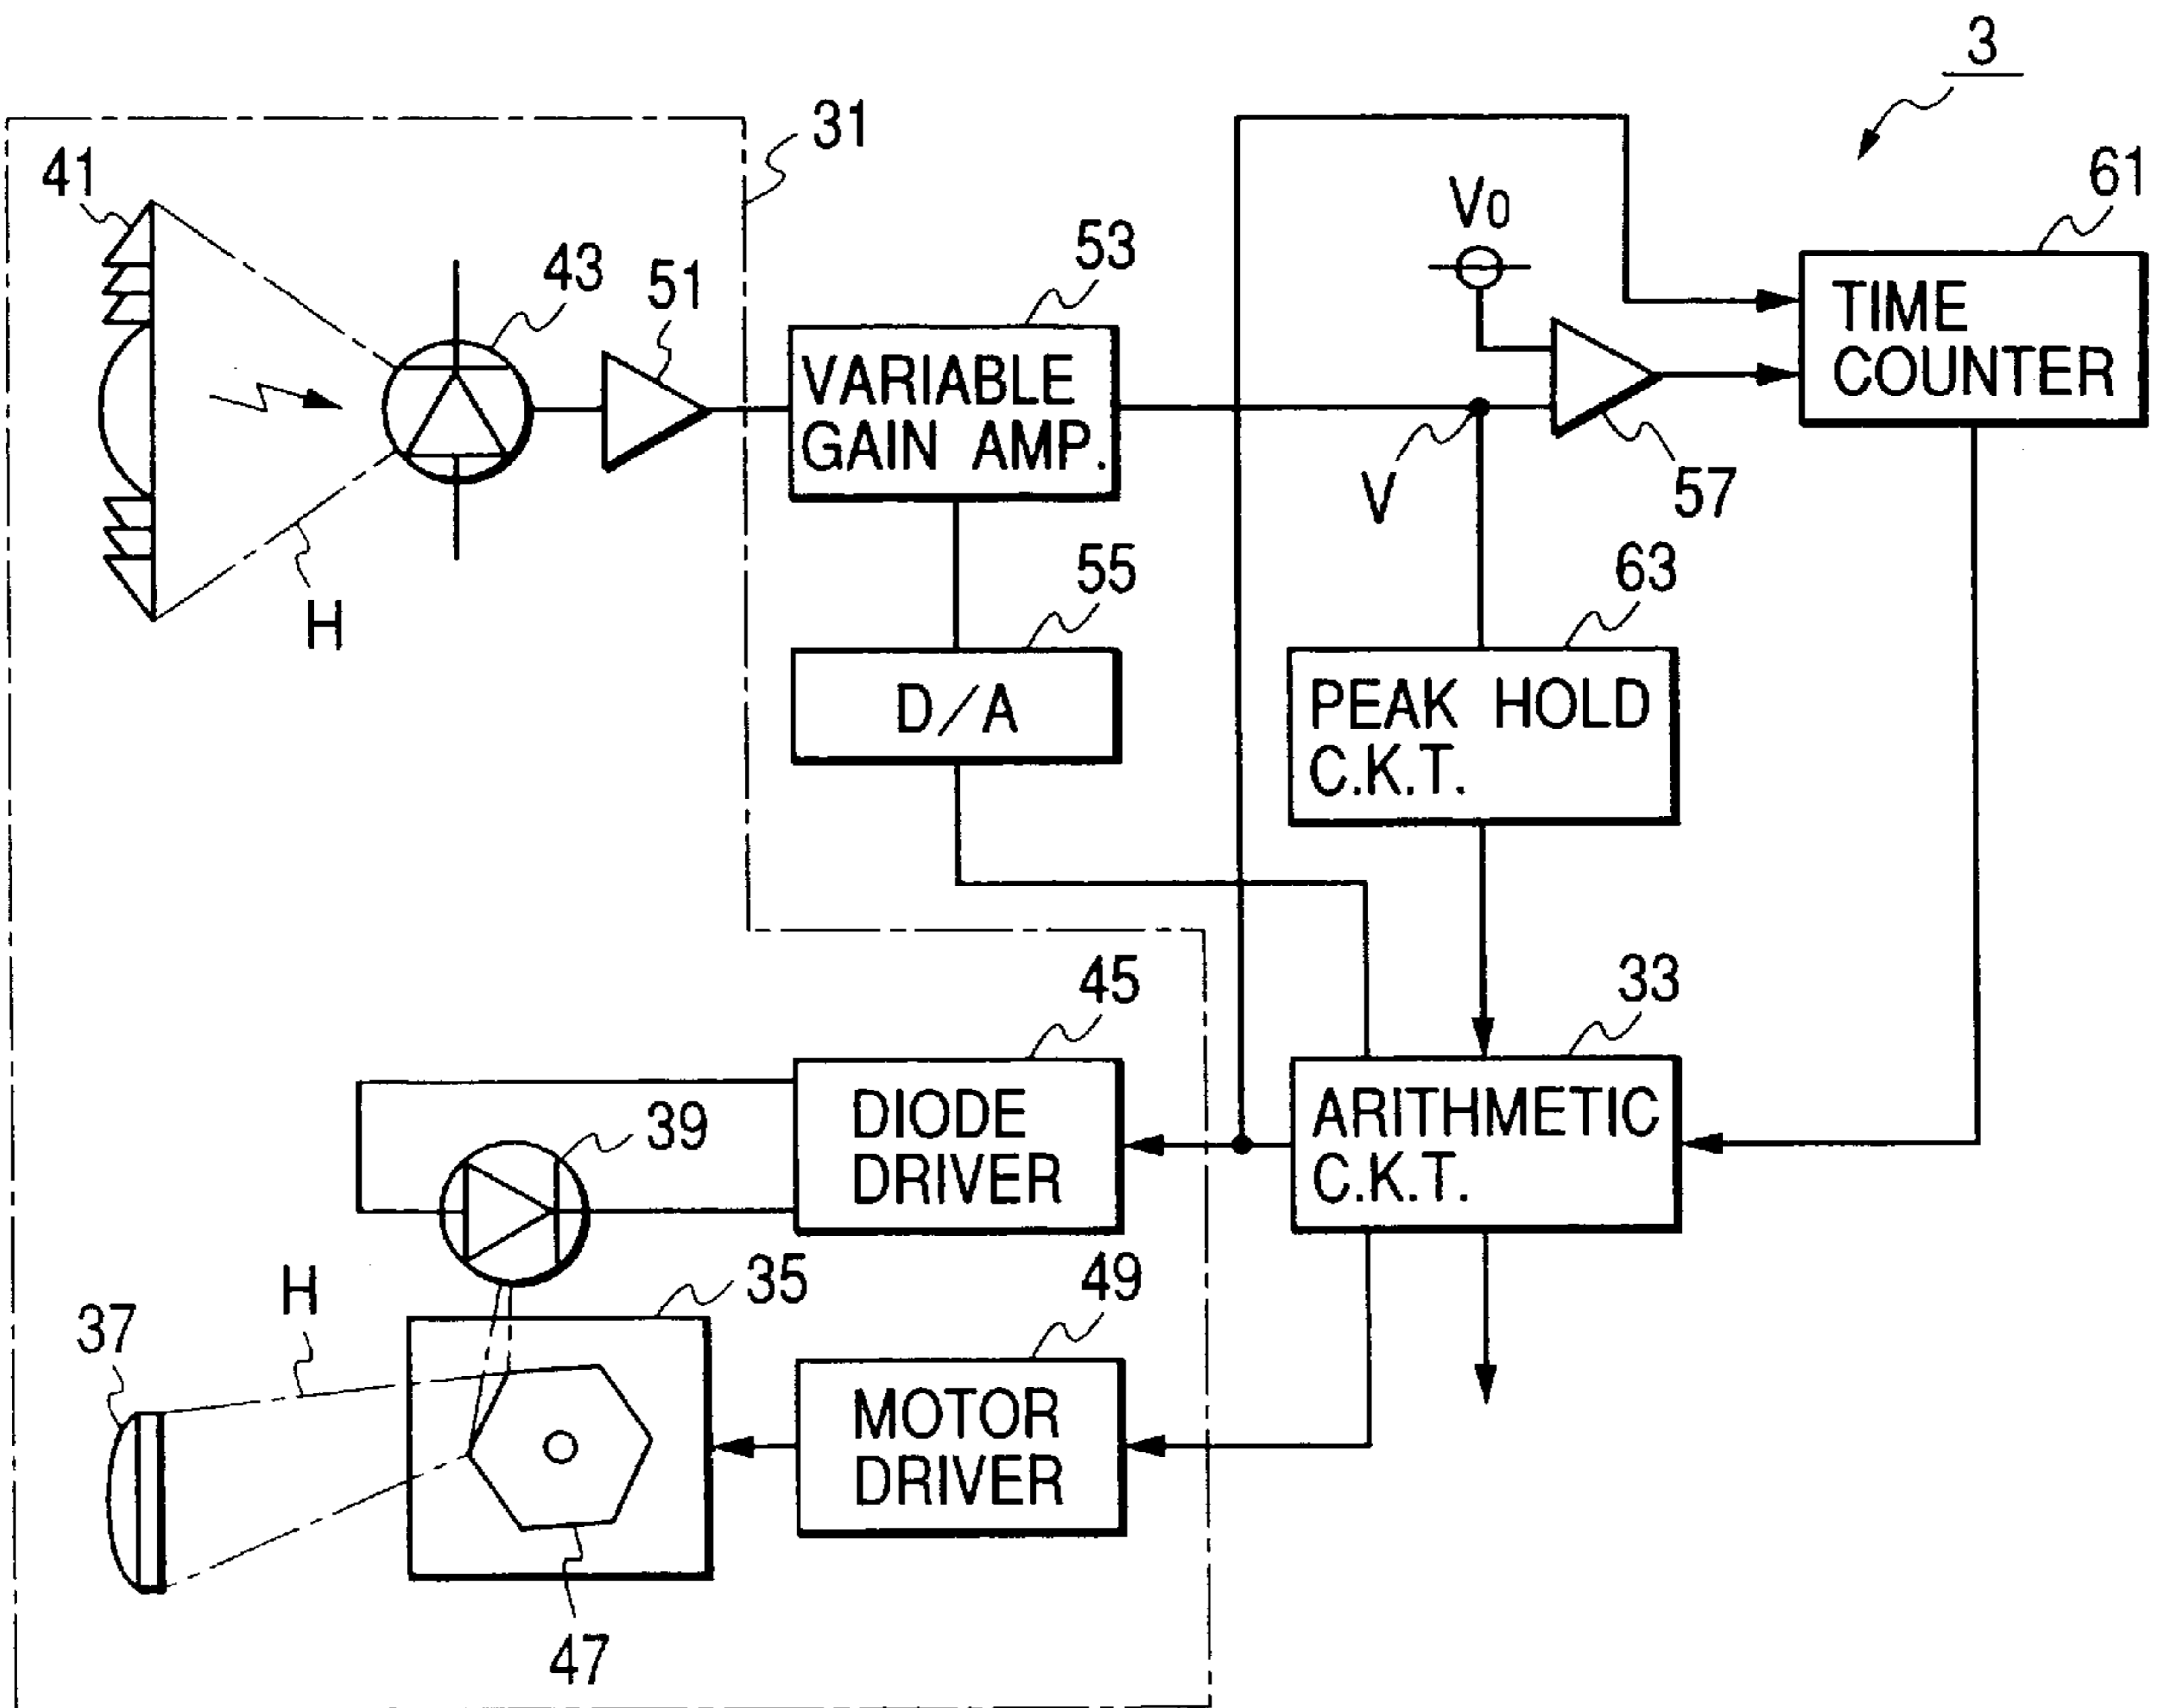 3
31
41
61
V0
53
43
51
TIME
COUNTER
VARIABLE
GAIN AMP.
V
57
H
55
63
D/A
PEAK HOLD
C.K.T.
45
33
39
DIODE
DRIVER
ARITHMETIC
C.K.T.
H
35
49
37
MOTOR
DRIVER
47